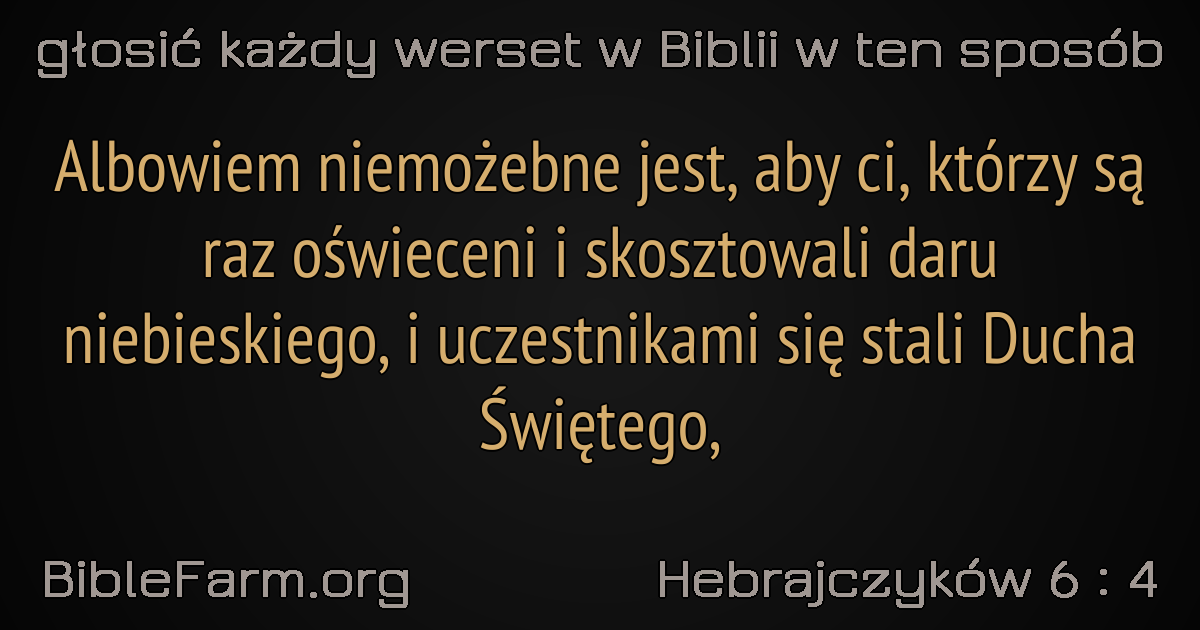 głosić każdy werset w Biblii w ten sposób
Albowiem niemożebne jest, aby ci, którzy są
raz oświeceni i skosztowali daru
niebieskiego, i uczestnikami się stali Ducha
Świętego,
BibleFarm.org
Hebrajczyków 6 : 4